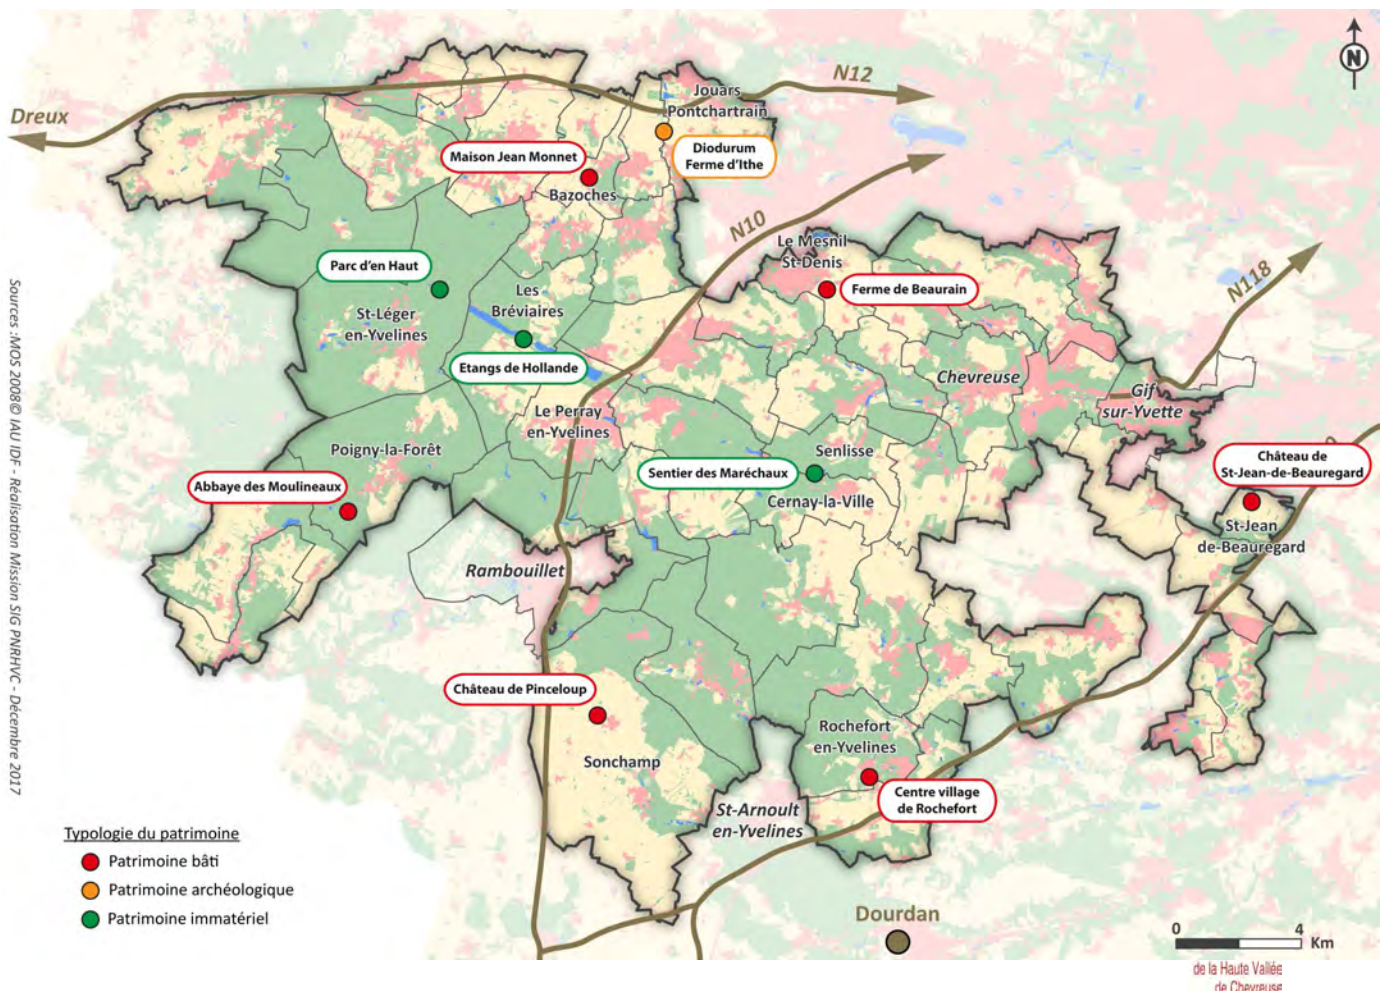 N12
Dreux
Jouars
Pontchartrain
Maison Jean Monnet
Diodurum
Ferme d'Ithe
Bazoches
N10
Le Mesnil
St-Denis
N118
Parc d'en Haut
Ferme de Beaurain
Les
Bréviaires
St-Léger
en-Yvelines
Etangs de Hollande
Chevreuse
Gif
sur-Yvette
Le Perray
en-Yvelines
Poigny-la-Forêt
Senlisse
Château de
St-Jean-de-Beauregard
Sentier des Maréchaux
Abbaye des Moulineaux
Cernay-la-Ville
St-Jean
de-Beauregard
Rambouillet
Château de Pinceloup
Rochefort
en-Yvelines
Sonchamp
Centre village
de Rochefort
St-Arnoult
en-Yvelines
Sources :MOS 2008© IAU IDF - Réalisation Mission SIG PNRHVC - Décembre 2017
Typologie du patrimoine
Patrimoine bâti
Patrimoine archéologique
Patrimoine immatériel
Dourdan
0 4
Km
N
de la Haute Vallée
de Chevreuse